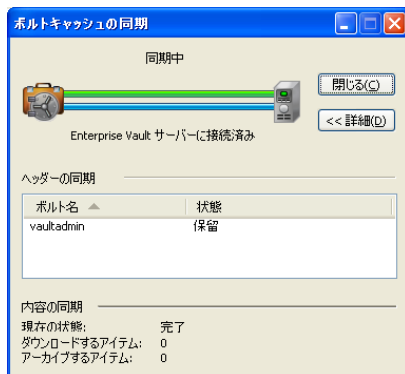 ボルトキャッシュの同期
同期中
閉じる(C)
<< 詳細(D)
Enterprise Vault サーバーに接続済み
ヘッダーの同期
ボルト名 状態
vaultadmin 保留
内容の同期
現在の状態: 完了
ダウンロードするアイテム: 0
アーカイブするアイテム: 0